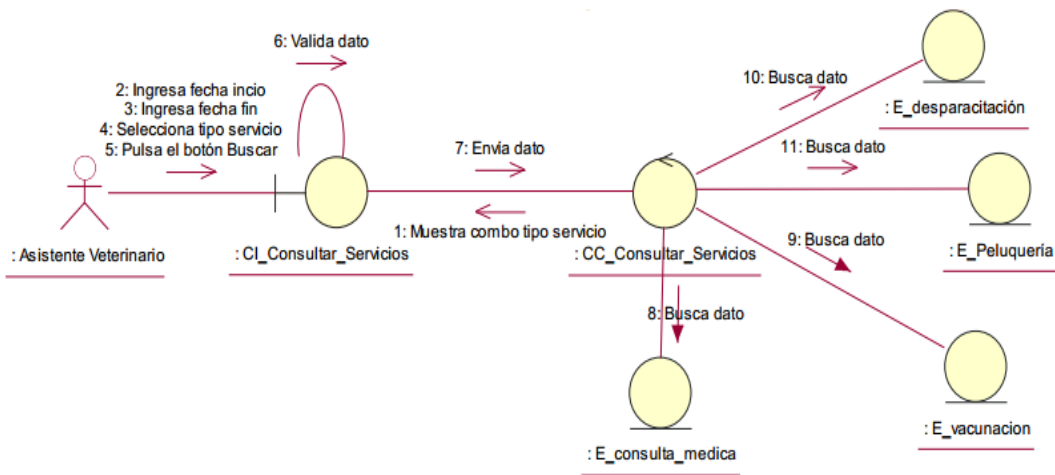 6: Valida dato
2: Ingresa fecha incio
3: Ingresa fecha fin
4: Selecciona tipo servicio
5: Pulsa el botón Buscar
7: Envia dato
1: Muestra combo tipo servicio
10: Busca dato
11: Busca dato
9: Busca dato
8: Busca dato
: Asistente Veterinario
: CI_Consultar_Servicios
: CC_Consultar_Servicios
: E_desparacitación
: E_Peluqueria
: E_vacunacion
: E_consulta_medica